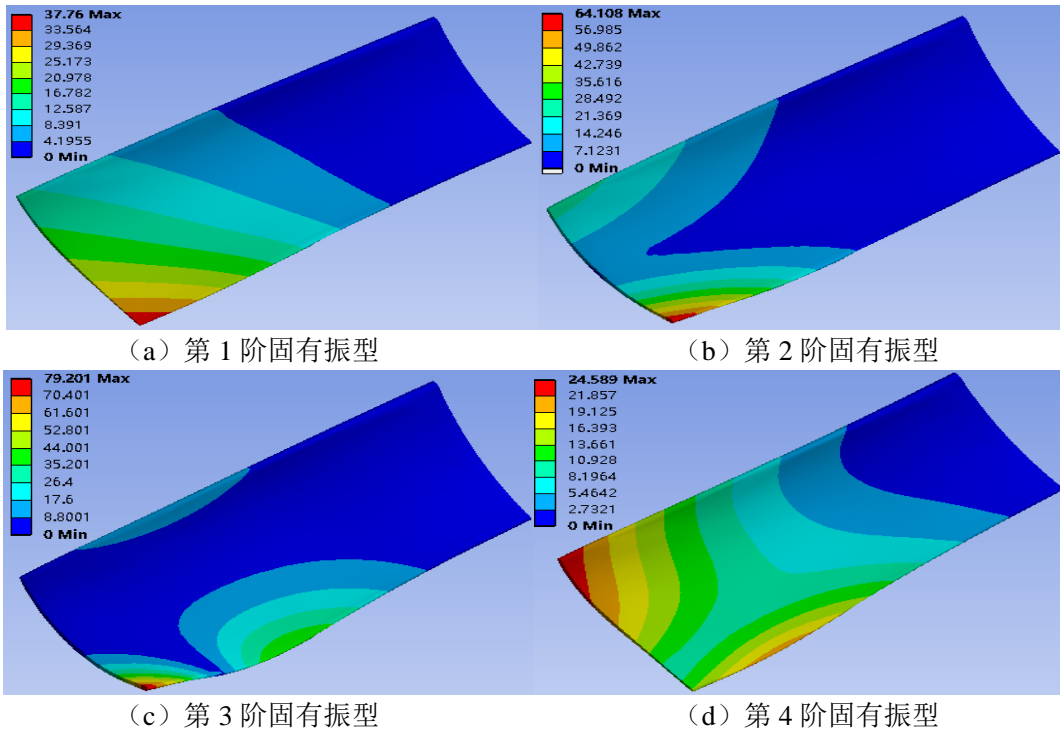 37.76 Max
33.564
29.369
25.173
20.978
16.782
12.587
8.391
4.1955
0 Min
64.108 Max
56.985
49.862
42.739
35.616
28.492
21.369
14.246
7.1231
0 Min
（a）第 1 阶固有振型
（b）第 2 阶固有振型
79.201 Max
70.401
61.601
52.801
44.001
35.201
26.4
17.6
8.8001
0 Min
24.589 Max
21.857
19.125
16.393
13.661
10.928
8.1964
5.4642
2.7321
0 Min
（c）第 3 阶固有振型
（d）第 4 阶固有振型